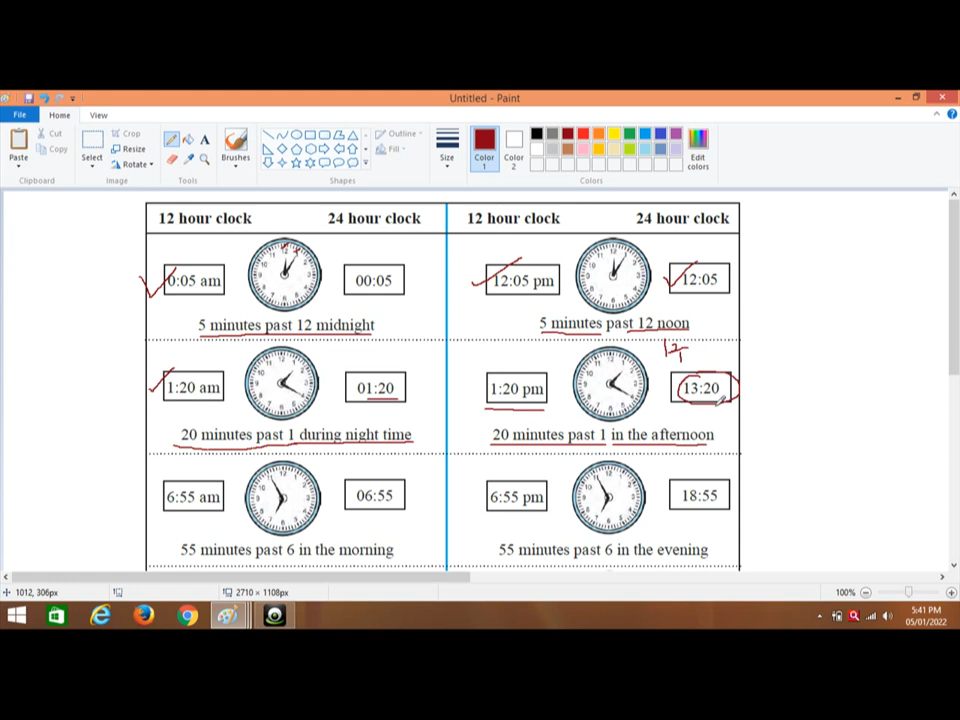 Untitled - Paint
File Home View
Paste
Cut
Copy
Clipboard
Select
Crop
Resize
Rotate
Image
Tools
Brushes
Shapes
Outline
Fill
Size
Color 1
Color 2
Edit colors
Colors
12 hour clock 24 hour clock 12 hour clock 24 hour clock
0:05 am 00:05 12:05 pm 12:05
5 minutes past 12 midnight 5 minutes past 12 noon
12
1
1:20 am 01:20 1:20 pm 13:20
20 minutes past 1 during night time 20 minutes past 1 in the afternoon
6:55 am 06:55 6:55 pm 18:55
55 minutes past 6 in the morning 55 minutes past 6 in the evening
1012, 306px 2710 × 1108px 100%
5:41 PM
05/01/2022